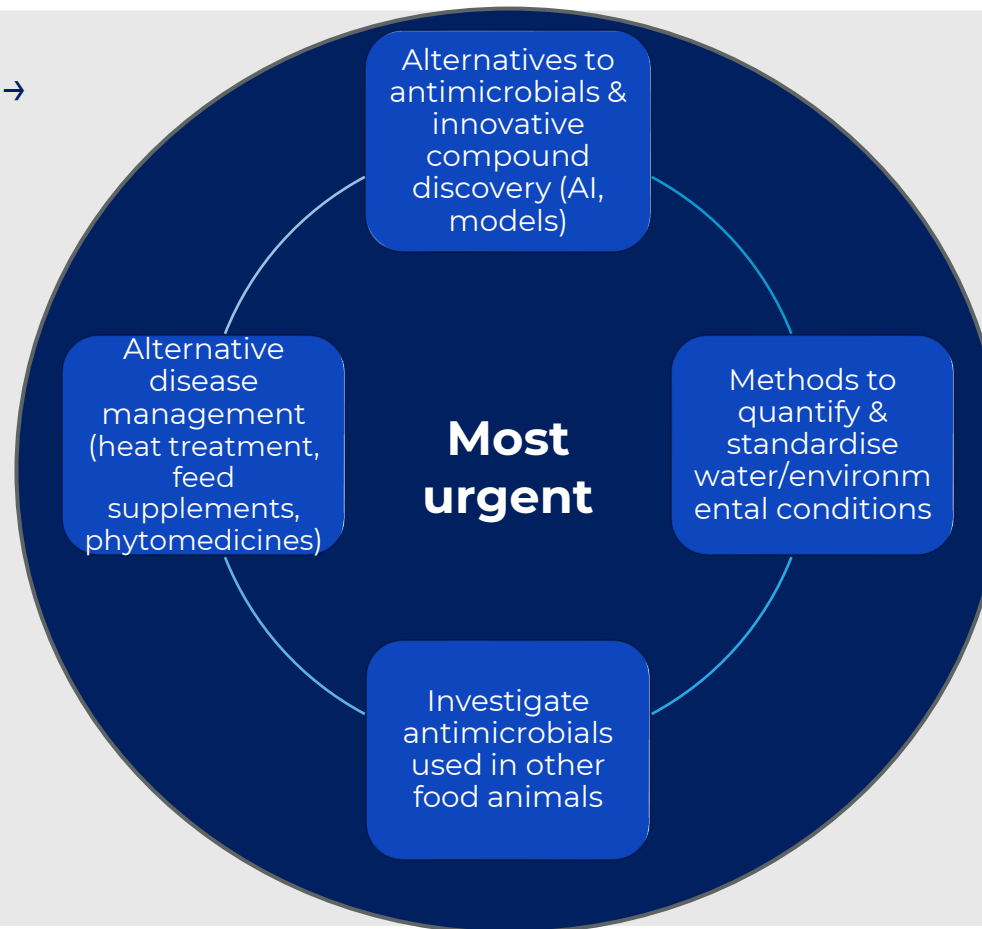 →
Alternatives to
antimicrobials &
innovative
compound
discovery (AI,
models)
Alternative
disease
management
(heat treatment,
feed
supplements,
phytomedicines)
Most
urgent
Methods to
quantify &
standardise
water/environm
ental conditions
Investigate
antimicrobials
used in other
food animals